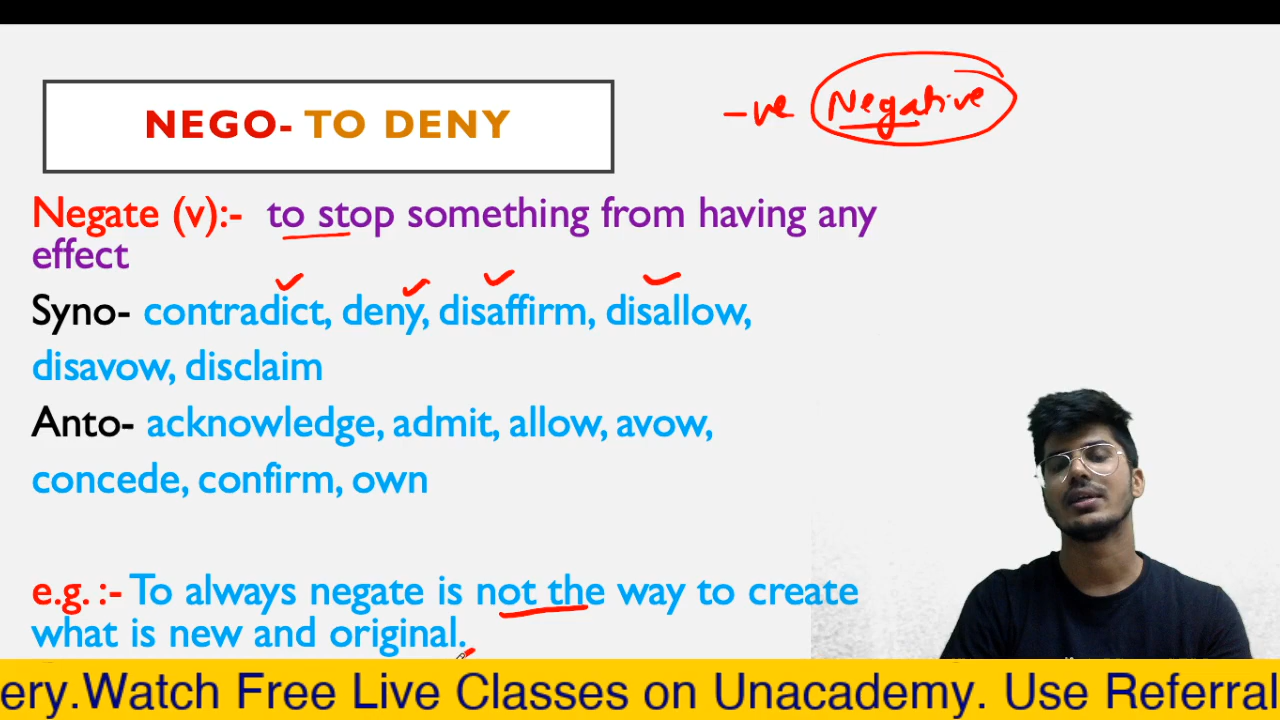 NEGO- TO DENY
-ve Negative
Negate (v):- to stop something from having any
effect
Syno- contradict, deny, disaffirm, disallow,
disavow, disclaim
Anto- acknowledge, admit, allow, avow,
concede, confirm, own
e.g. :- To always negate is not the way to create
what is new and original.
ery.Watch Free Live Classes on Unacademy. Use Referral